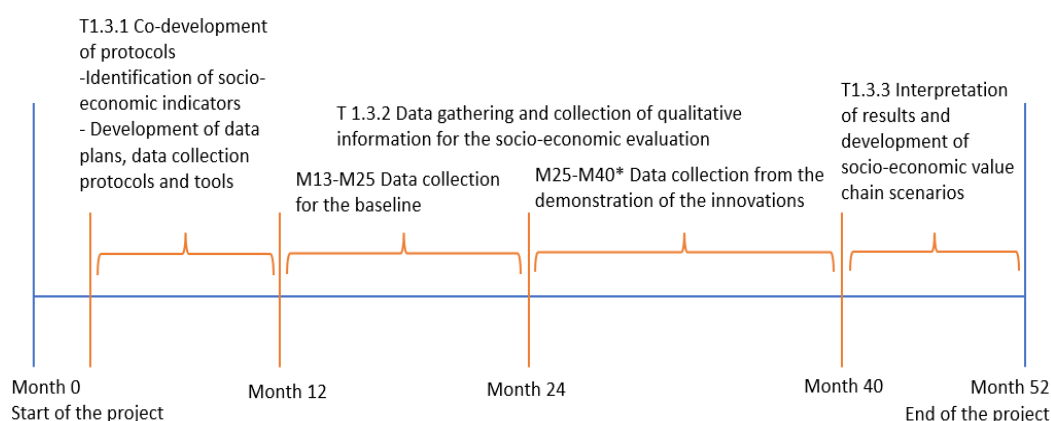 T1.3.1 Co-development
of protocols
-Identification of socio-
economic indicators
- Development of data
plans, data collection
protocols and tools
T 1.3.2 Data gathering and collection of qualitative
information for the socio-economic evaluation
M13-M25 Data collection
for the baseline
M25-M40* Data collection from the
demonstration of the innovations
T1.3.3 Interpretation
of results and
development of
socio-economic value
chain scenarios
Month 0
Start of the project
Month 12
Month 24
Month 40
Month 52
End of the project